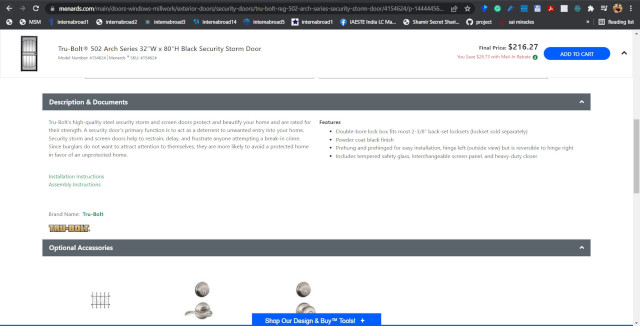 menards.com/main/doors-windows-millwork/exterior-doors/security-doors/tru-bolt-reg-502-arch-series-security-storm-door/4154624/p-14444456...
MSM
internabroad1
internabroad2
internabroad3
internabroad14
internabroad5
internabroad1
IAESTE India LC Ma...
Shamir Secret Shari...
project
sai miracles
Reading list
Tru-Bolt® 502 Arch Series 32"W x 80"H Black Security Storm Door
Model Number: 4154624 | Menards® SKU: 4154624
Final Price: $216.27
You Save $26.73 with Mail-In Rebate
ADD TO CART
Description & Documents
Tru-Bolt's high-quality steel security storm and screen doors protect and beautify your home and are rated for
their strength. A security door's primary function is to act as a deterrent to unwanted entry into your home.
Security storm and screen doors help to restrain, delay, and frustrate anyone attempting a break-in crime.
Since burglars do not want to attract attention to themselves, they are more likely to avoid a protected home
in favor of an unprotected home.
Installation Instructions
Assembly Instructions
Features
Double-bore lock box fits most 2-3/8" back-set locksets (lockset sold separately)
Powder coat black finish
Prehung and prehinged for easy installation, hinge left (outside view) but is reversible to hinge right
Includes tempered safety glass, interchangeable screen panel, and heavy-duty closer
Brand Name: Tru-Bolt
TRU-BOLT
Optional Accessories
Shop Our Design & Buy™ Tools! +